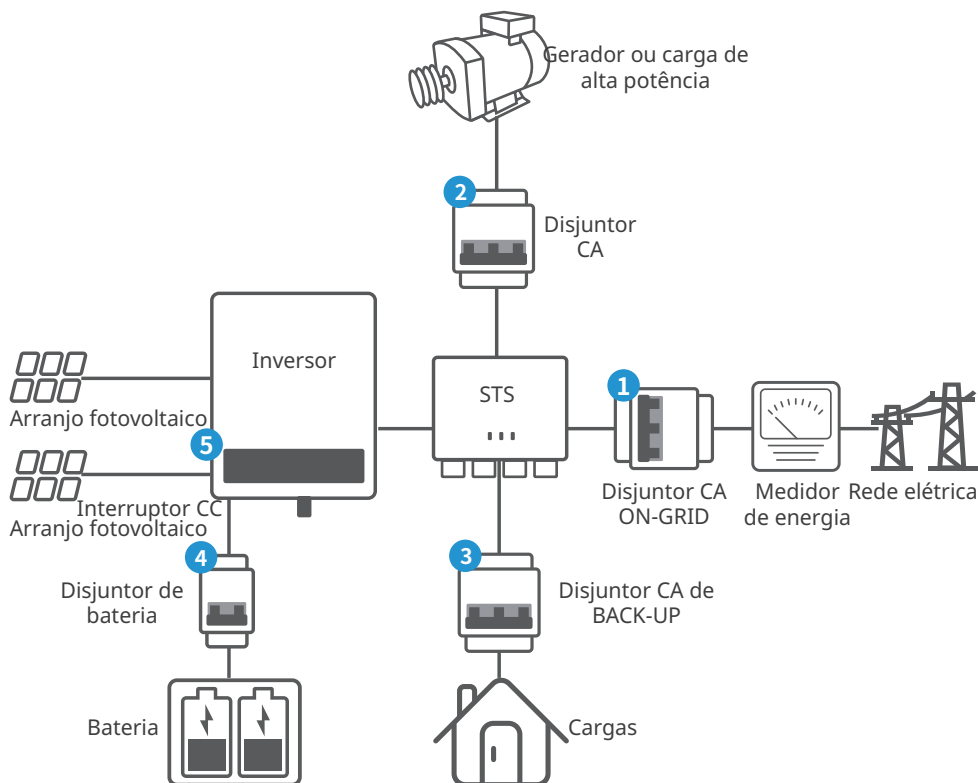 Gerador ou carga de
alta potência
2
Disjuntor
CA
Inversor
STS
1
Arranjo fotovoltaico
5
Interruptor CC
Arranjo fotovoltaico
Disjuntor CA
ON-GRID
Medidor
de energia
Rede elétrica
4
Disjuntor de
bateria
3
Disjuntor CA de
BACK-UP
Bateria
Cargas